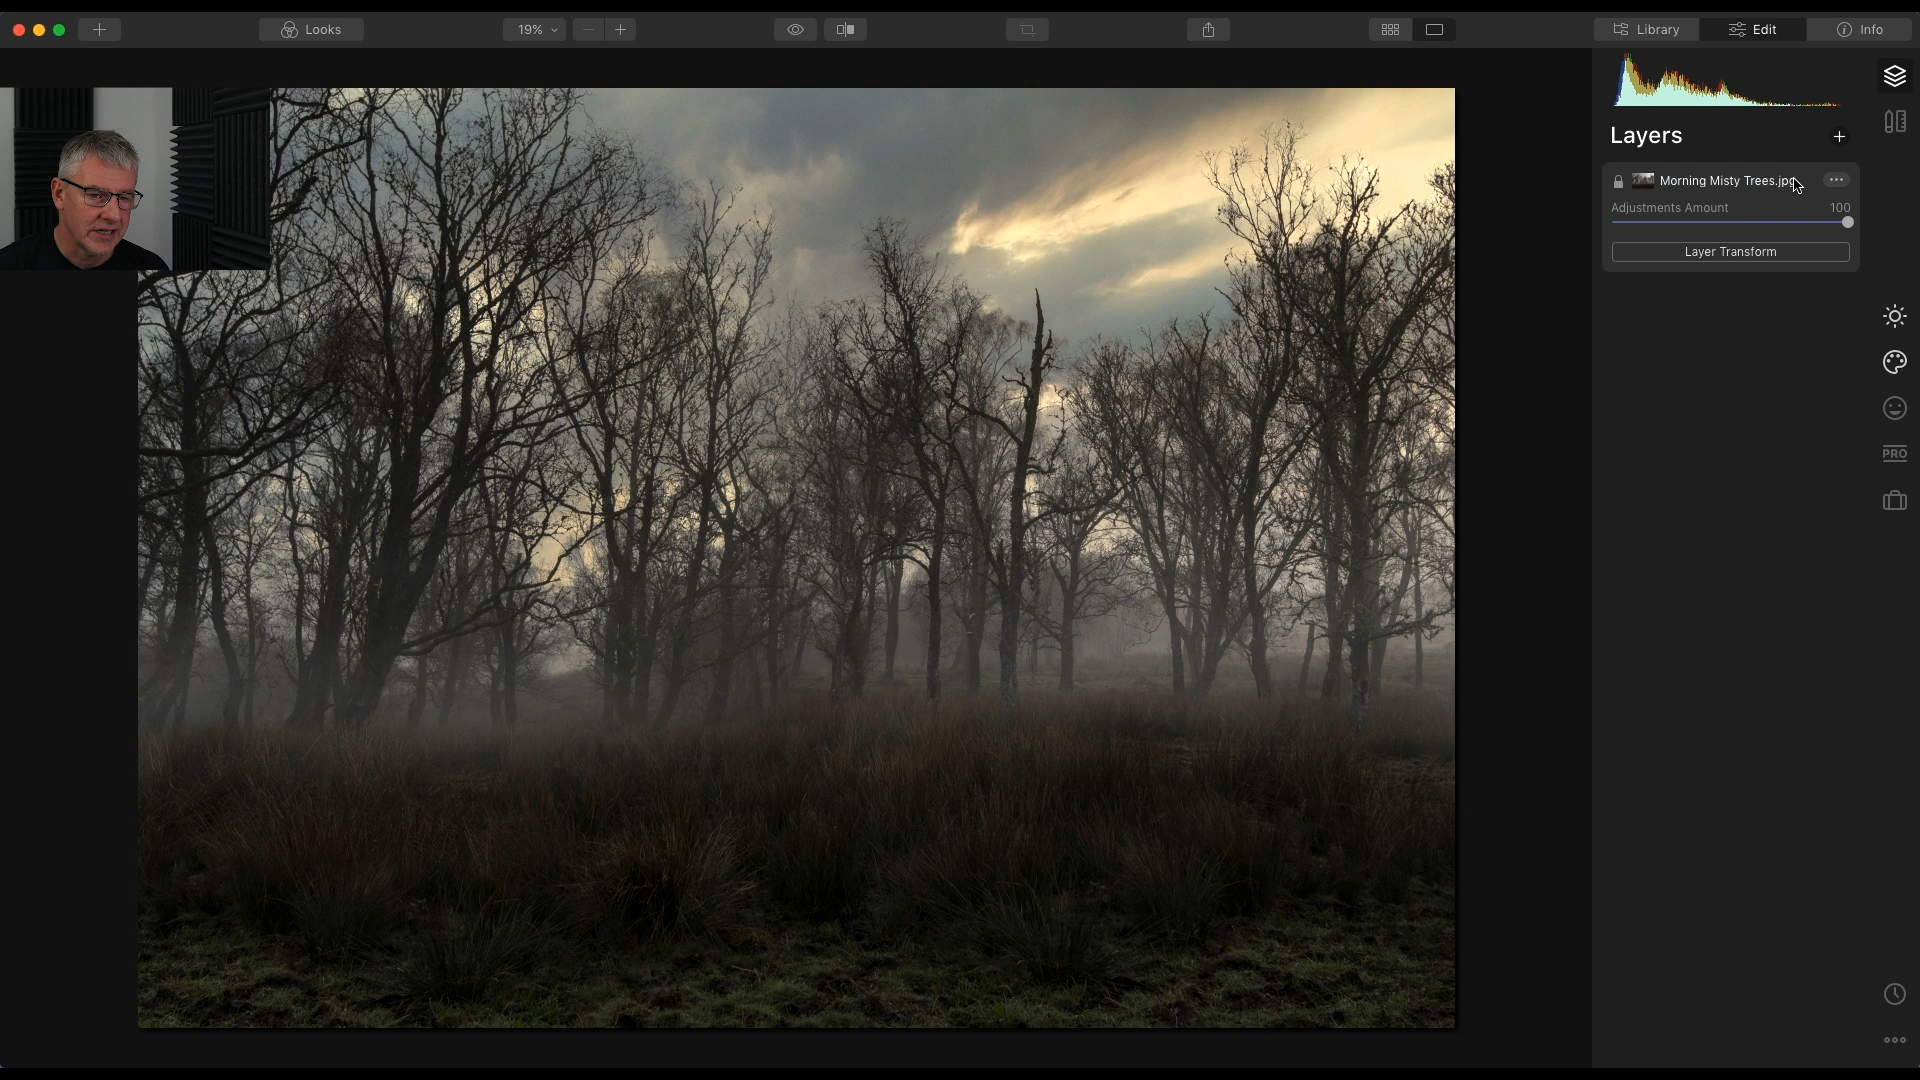 Looks
19%
Library
Edit
Info
Layers
Morning Misty Trees.jpg
Adjustments Amount
100
Layer Transform
PRO